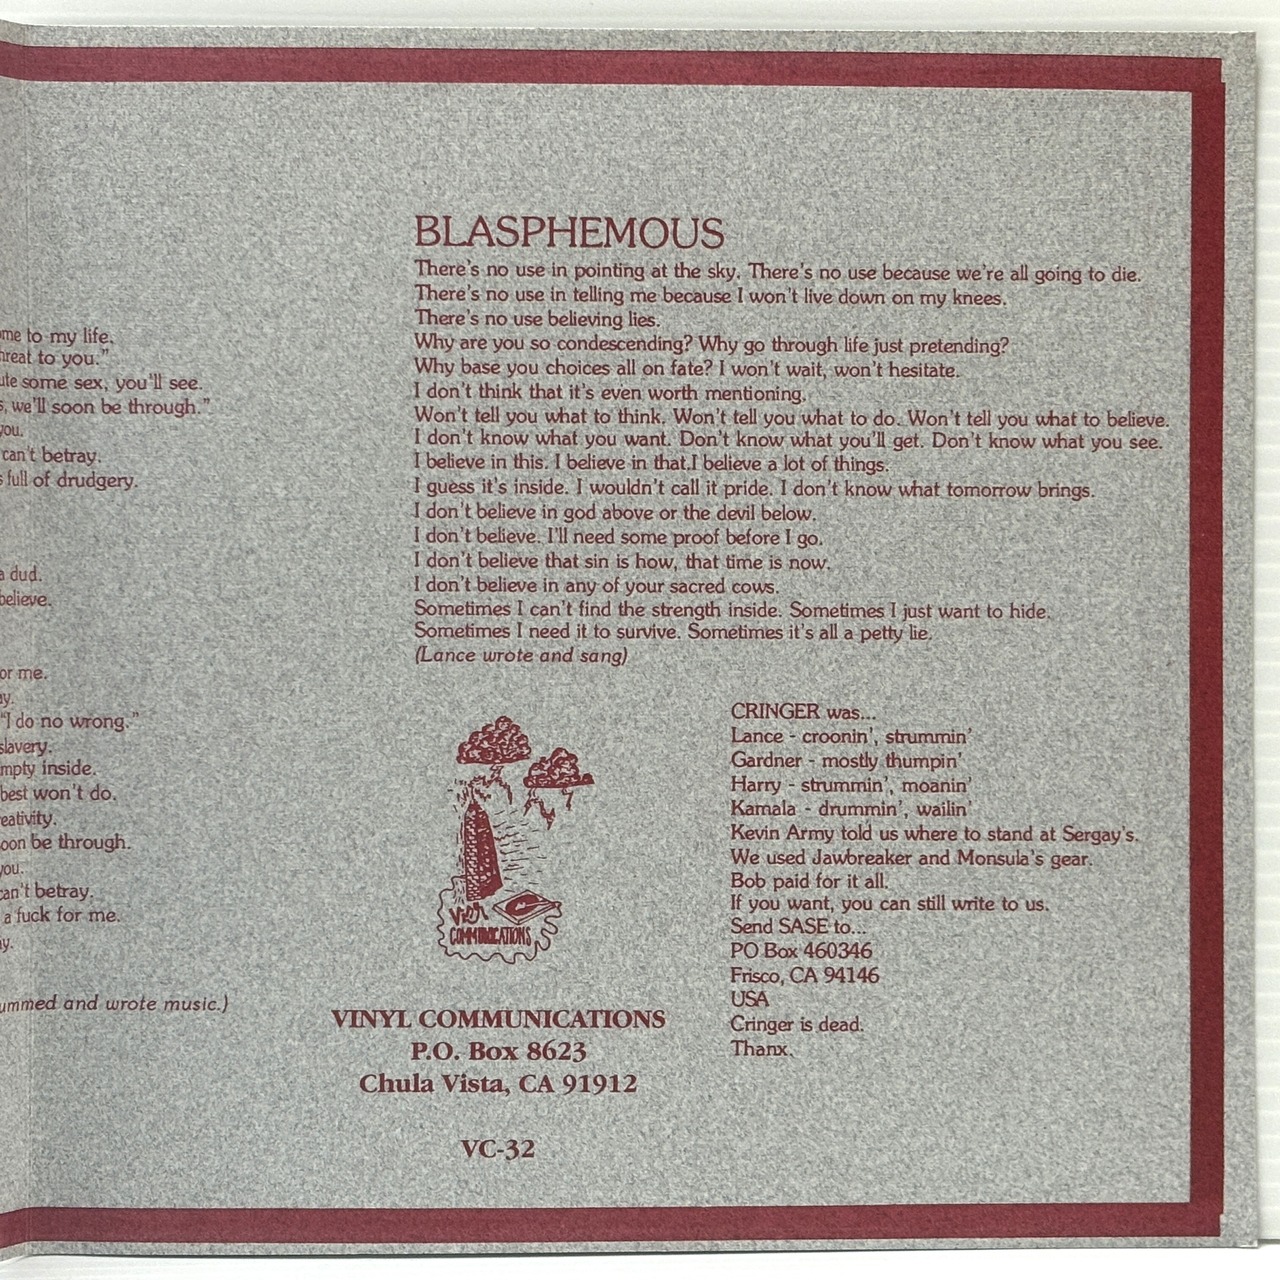 me to my life.
hreat to you."
ute some sex, you'll see.
s, we'll soon be through."
you.
can't betray.
s full of drudgery.
a dud.
believe.
or me.
ay.
"I do no wrong."
slavery.
mpty inside.
best won't do.
reativity.
oon be through.
you.
can't betray.
a fuck for me.
y.
ummed and wrote music.)
BLASPHEMOUS
There's no use in pointing at the sky. There's no use because we're all going to die.
There's no use in telling me because I won't live down on my knees.
There's no use believing lies.
Why are you so condescending? Why go through life just pretending?
Why base you choices all on fate? I won't wait, won't hesitate.
I don't think that it's even worth mentioning.
Won't tell you what to think. Won't tell you what to do. Won't tell you what to believe.
I don't know what you want. Don't know what you'll get. Don't know what you see.
I believe in this. I believe in that.I believe a lot of things.
I guess it's inside. I wouldn't call it pride. I don't know what tomorrow brings.
I don't believe in god above or the devil below.
I don't believe. I'll need some proof before I go.
I don't believe that sin is how, that time is now.
I don't believe in any of your sacred cows.
Sometimes I can't find the strength inside. Sometimes I just want to hide.
Sometimes I need it to survive. Sometimes it's all a petty lie.
(Lance wrote and sang)
COMMUNICATIONS
VINYL COMMUNICATIONS
P.O. Box 8623
Chula Vista, CA 91912
VC-32
CRINGER was...
Lance - croonin', strummin'
Gardner - mostly thumpin'
Harry - strummin', moanin'
Kamala - drummin', wailin'
Kevin Army told us where to stand at Sergay's.
We used Jawbreaker and Monsula's gear.
Bob paid for it all.
If you want, you can still write to us.
Send SASE to...
PO Box 460346
Frisco, CA 94146
USA
Cringer is dead.
Thanx.